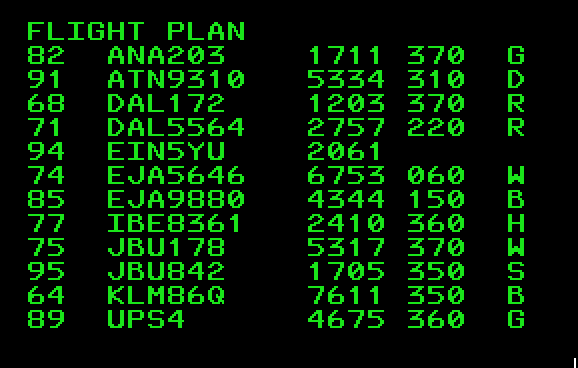 FLIGHT PLAN
82 ANA203 1711 370 G
91 ATN9310 5334 310 D
68 DAL172 1203 370 R
71 DAL5564 2757 220 R
94 EIN5YU 2061
74 EJA5646 6753 060 W
85 EJA9880 4344 150 B
77 IBE8361 2410 360 H
75 JBU178 5317 370 W
95 JBU842 1705 350 S
64 KLM86Q 7611 350 B
89 UPS4 4675 360 G